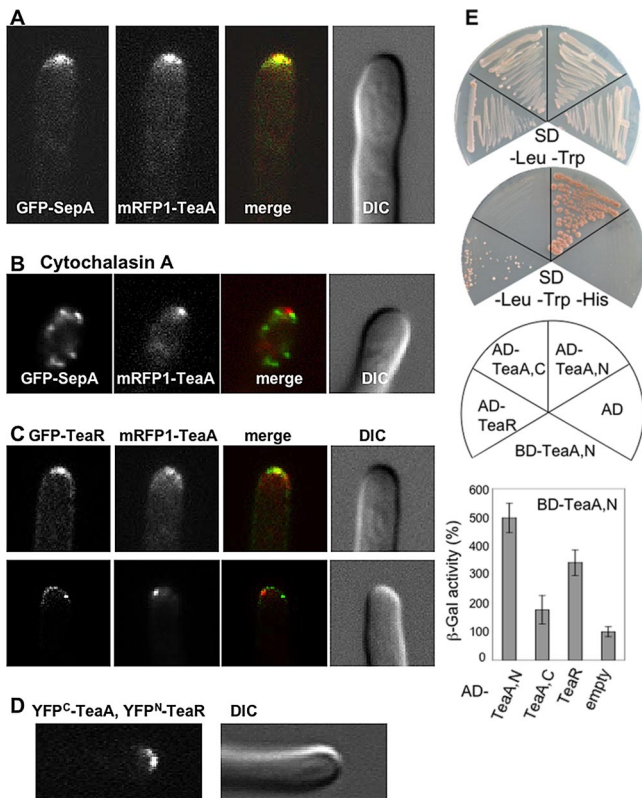 A
GFP-SepA
mRFP1-TeaA
merge
DIC
B
Cytochalasin A
GFP-SepA
mRFP1-TeaA
merge
DIC
C
GFP-TeaR
mRFP1-TeaA
merge
DIC
D
YFPᶜ-TeaA, YFPᴺ-TeaR
DIC
E
SD
-Leu -Trp
SD
-Leu -Trp -His
AD-
TeaA,C
AD-
TeaA,N
AD-
TeaR
AD
BD-TeaA,N
BD-TeaA,N
β-Gal activity (%)
600
500
400
300
200
100
0
AD-
TeaA,N
TeaA,C
TeaR
empty